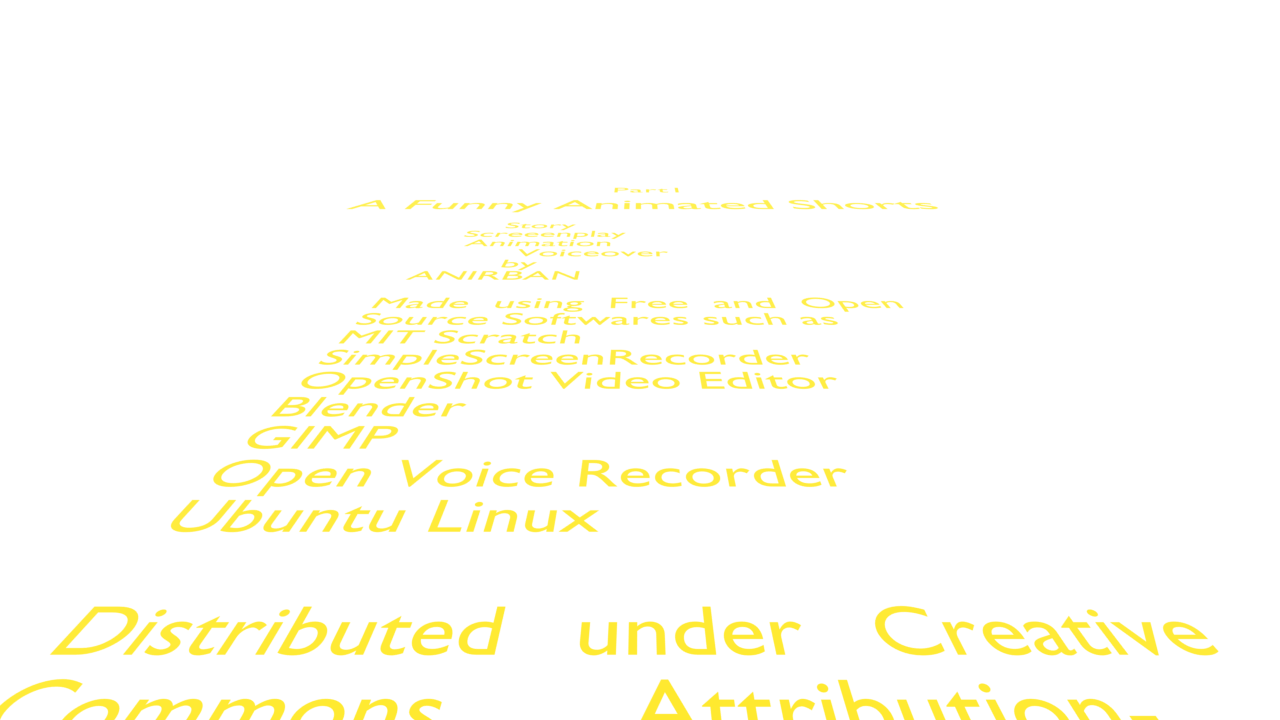 Part I
A Funny Animated Shorts
Story
Screeenplay
Animation
Voiceover
by
ANIRBAN
Made using Free and Open
Source Softwares such as
MIT Scratch
SimpleScreenRecorder
OpenShot Video Editor
Blender
GIMP
Open Voice Recorder
Ubuntu Linux
Distributed under Creative
Commons Attribution-